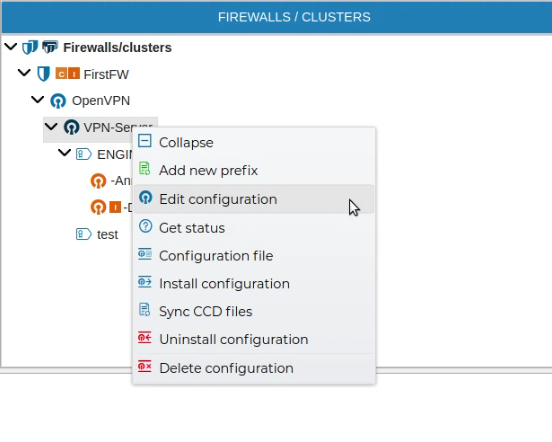 FIREWALLS / CLUSTERS
Firewalls/clusters
C I FirstFW
OpenVPN
VPN-Server
Collapse
ENGIN
Add new prefix
-An
Edit configuration
I -D
Get status
test
Configuration file
Install configuration
Sync CCD files
Uninstall configuration
Delete configuration